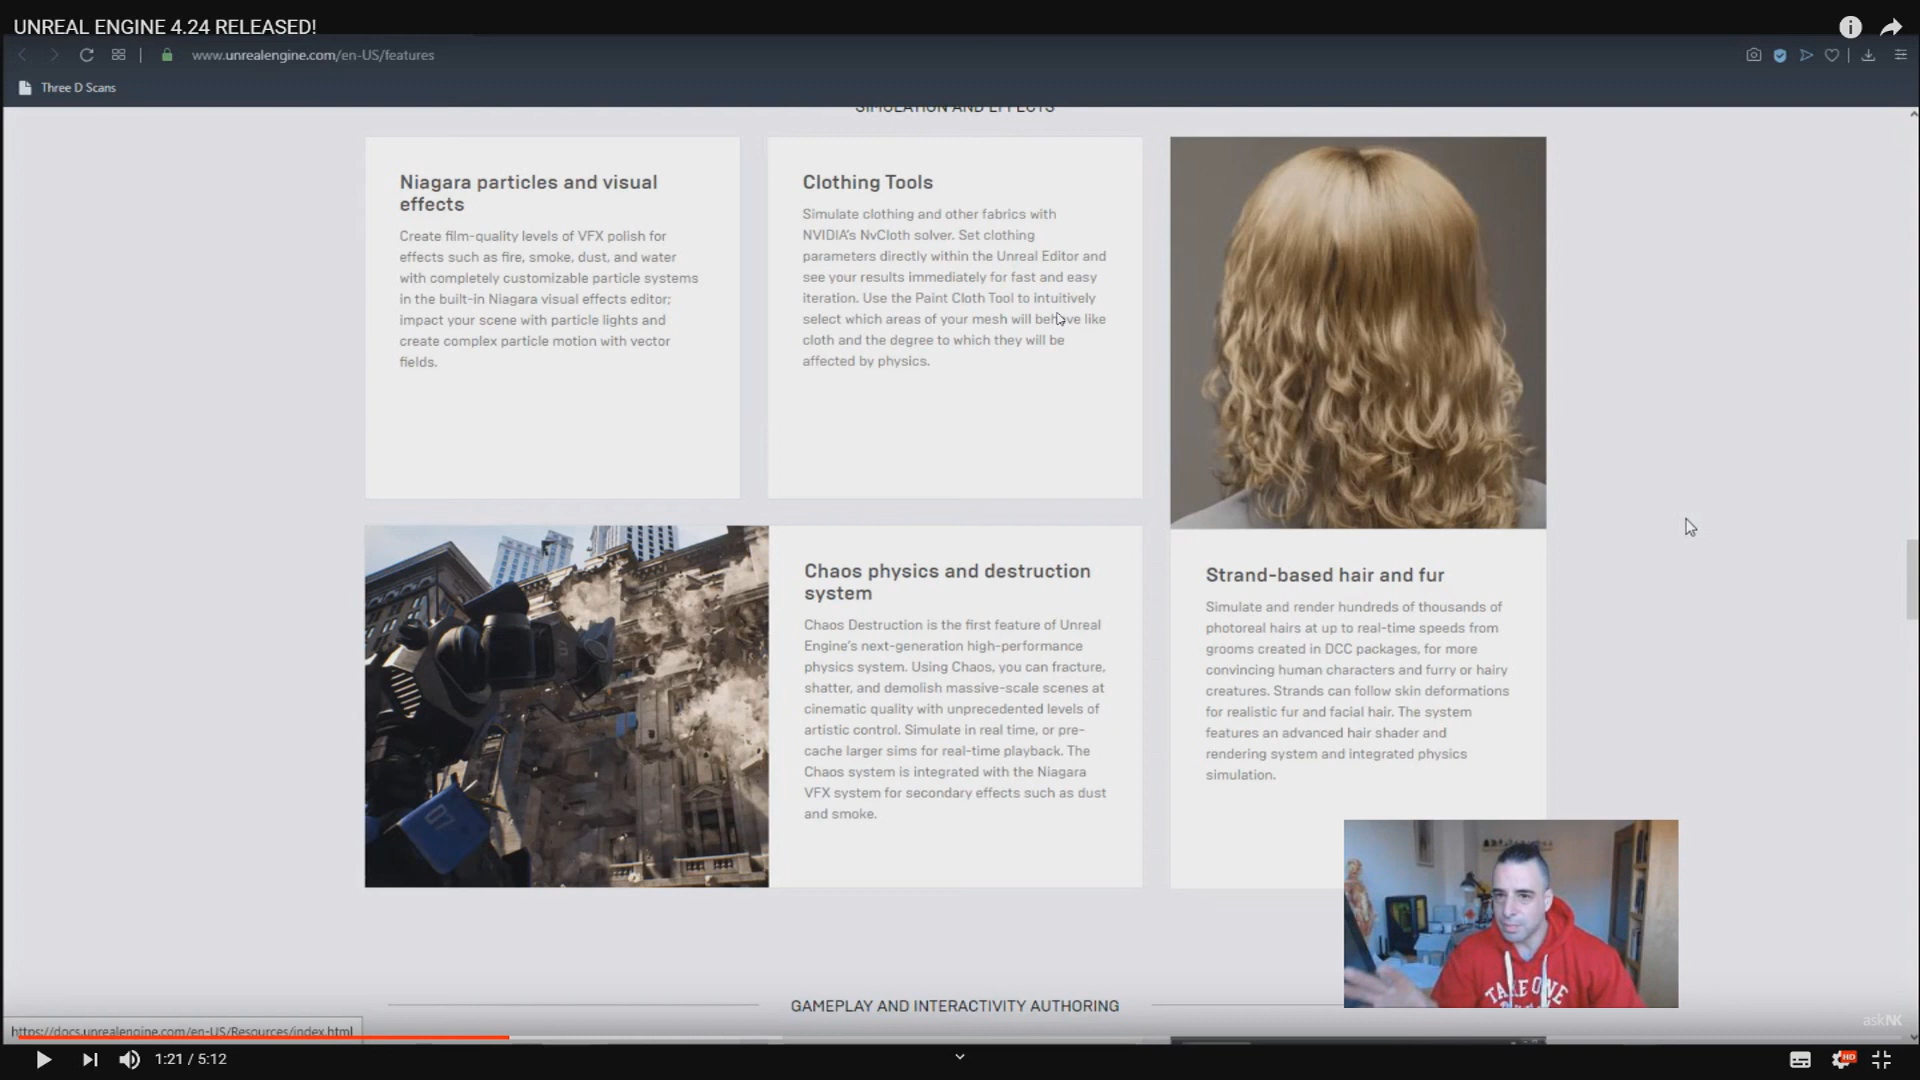 UNREAL ENGINE 4.24 RELEASED!
www.unrealengine.com/en-US/features
Three D Scans
SIMULATION AND EFFECTS
Niagara particles and visual
effects
Create film-quality levels of VFX polish for
effects such as fire, smoke, dust, and water
with completely customizable particle systems
in the built-in Niagara visual effects editor;
impact your scene with particle lights and
create complex particle motion with vector
fields.
Clothing Tools
Simulate clothing and other fabrics with
NVIDIA's NvCloth solver. Set clothing
parameters directly within the Unreal Editor and
see your results immediately for fast and easy
iteration. Use the Paint Cloth Tool to intuitively
select which areas of your mesh will behave like
cloth and the degree to which they will be
affected by physics.
Chaos physics and destruction
system
Chaos Destruction is the first feature of Unreal
Engine's next-generation high-performance
physics system. Using Chaos, you can fracture,
shatter, and demolish massive-scale scenes at
cinematic quality with unprecedented levels of
artistic control. Simulate in real time, or pre-
cache larger sims for real-time playback. The
Chaos system is integrated with the Niagara
VFX system for secondary effects such as dust
and smoke.
Strand-based hair and fur
Simulate and render hundreds of thousands of
photoreal hairs at up to real-time speeds from
grooms created in DCC packages, for more
convincing human characters and furry or hairy
creatures. Strands can follow skin deformations
for realistic fur and facial hair. The system
features an advanced hair shader and
rendering system and integrated physics
simulation.
07
TAKE ONE
GAMEPLAY AND INTERACTIVITY AUTHORING
askNK
https://docs.unrealengine.com/en-US/Resources/index.html
1:21 / 5:12
HD